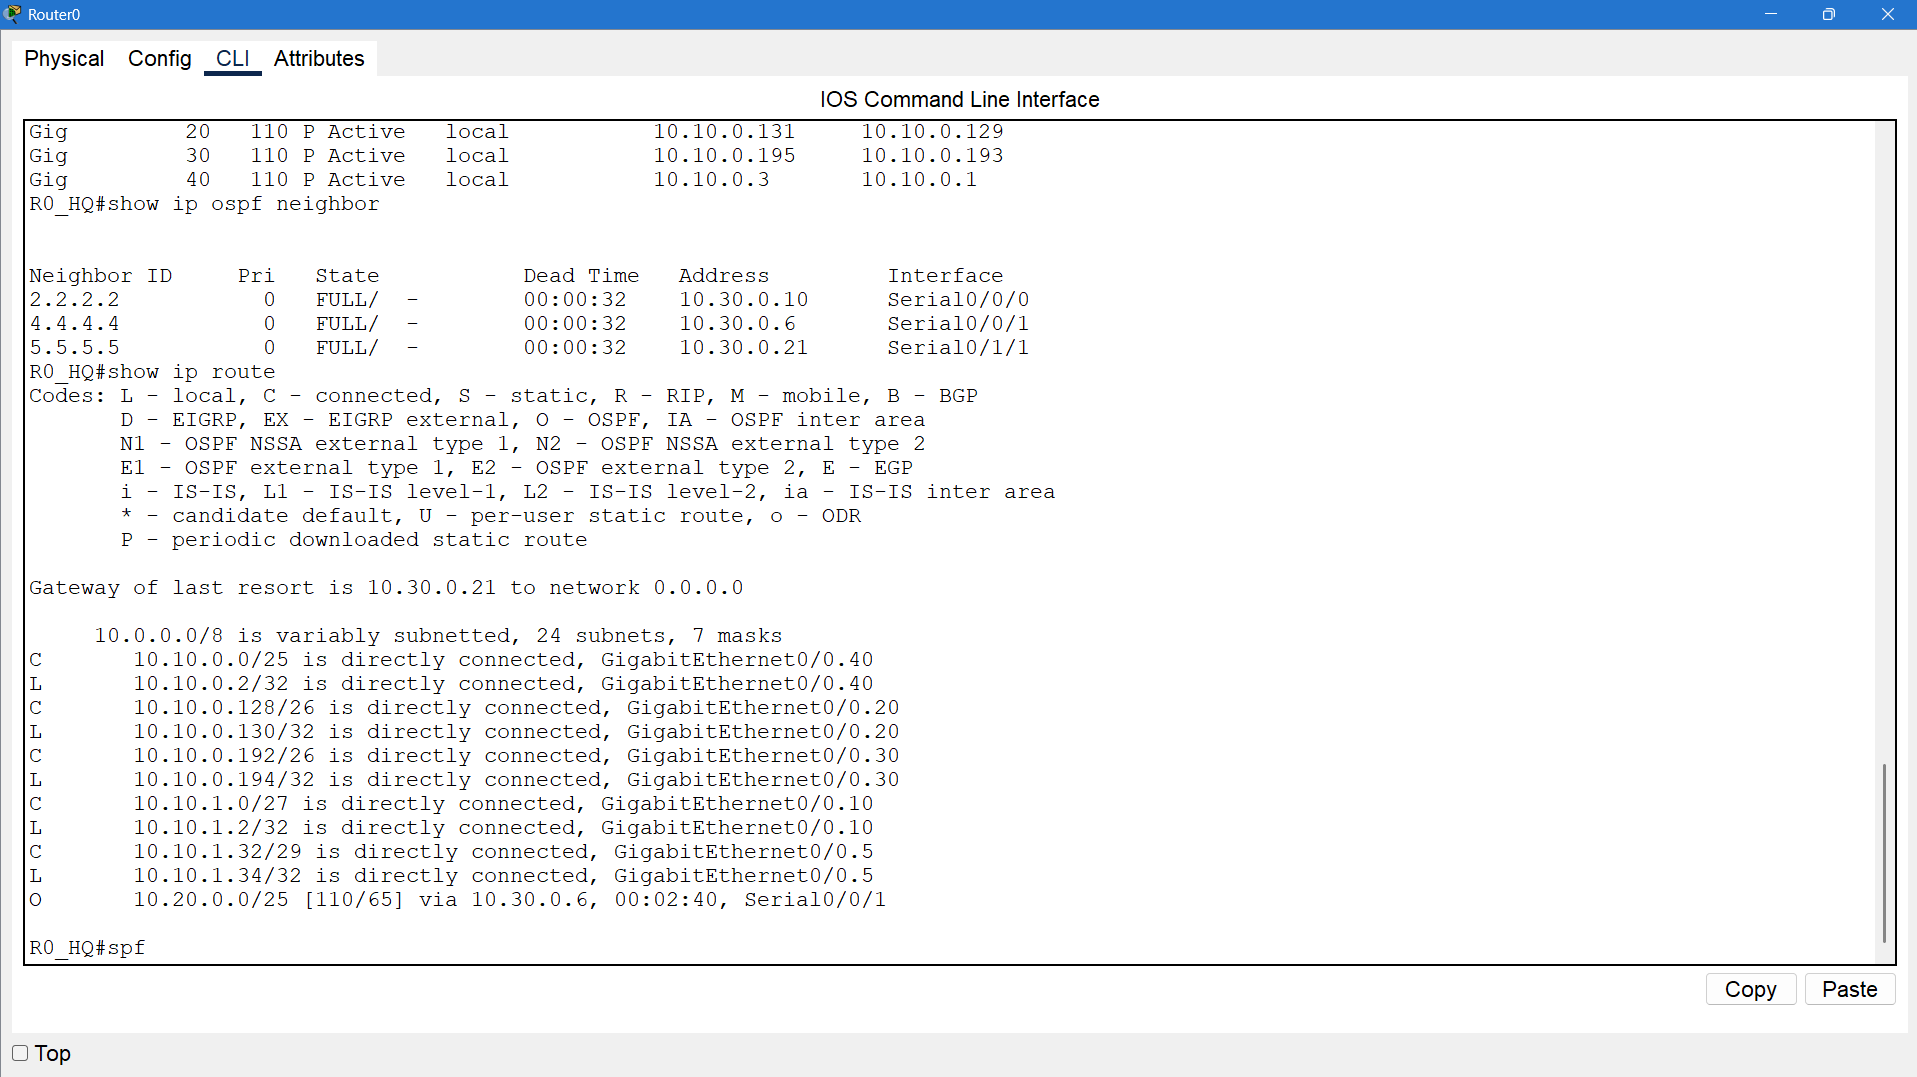 Router0
Physical Config CLI Attributes
IOS Command Line Interface
Gig         20   110 P Active   local           10.10.0.131     10.10.0.129
Gig         30   110 P Active   local           10.10.0.195     10.10.0.193
Gig         40   110 P Active   local           10.10.0.3       10.10.0.1
R0_HQ#show ip ospf neighbor
Neighbor ID     Pri   State           Dead Time   Address         Interface
2.2.2.2           0   FULL/  -        00:00:32    10.30.0.10      Serial0/0/0
4.4.4.4           0   FULL/  -        00:00:32    10.30.0.6       Serial0/0/1
5.5.5.5           0   FULL/  -        00:00:32    10.30.0.21      Serial0/1/1
R0_HQ#show ip route
Codes: L - local, C - connected, S - static, R - RIP, M - mobile, B - BGP
       D - EIGRP, EX - EIGRP external, O - OSPF, IA - OSPF inter area
       N1 - OSPF NSSA external type 1, N2 - OSPF NSSA external type 2
       E1 - OSPF external type 1, E2 - OSPF external type 2, E - EGP
       i - IS-IS, L1 - IS-IS level-1, L2 - IS-IS level-2, ia - IS-IS inter area
       * - candidate default, U - per-user static route, o - ODR
       P - periodic downloaded static route
Gateway of last resort is 10.30.0.21 to network 0.0.0.0
     10.0.0.0/8 is variably subnetted, 24 subnets, 7 masks
C       10.10.0.0/25 is directly connected, GigabitEthernet0/0.40
L       10.10.0.2/32 is directly connected, GigabitEthernet0/0.40
C       10.10.0.128/26 is directly connected, GigabitEthernet0/0.20
L       10.10.0.130/32 is directly connected, GigabitEthernet0/0.20
C       10.10.0.192/26 is directly connected, GigabitEthernet0/0.30
L       10.10.0.194/32 is directly connected, GigabitEthernet0/0.30
C       10.10.1.0/27 is directly connected, GigabitEthernet0/0.10
L       10.10.1.2/32 is directly connected, GigabitEthernet0/0.10
C       10.10.1.32/29 is directly connected, GigabitEthernet0/0.5
L       10.10.1.34/32 is directly connected, GigabitEthernet0/0.5
O       10.20.0.0/25 [110/65] via 10.30.0.6, 00:02:40, Serial0/0/1
R0_HQ#spf
Copy Paste
Top